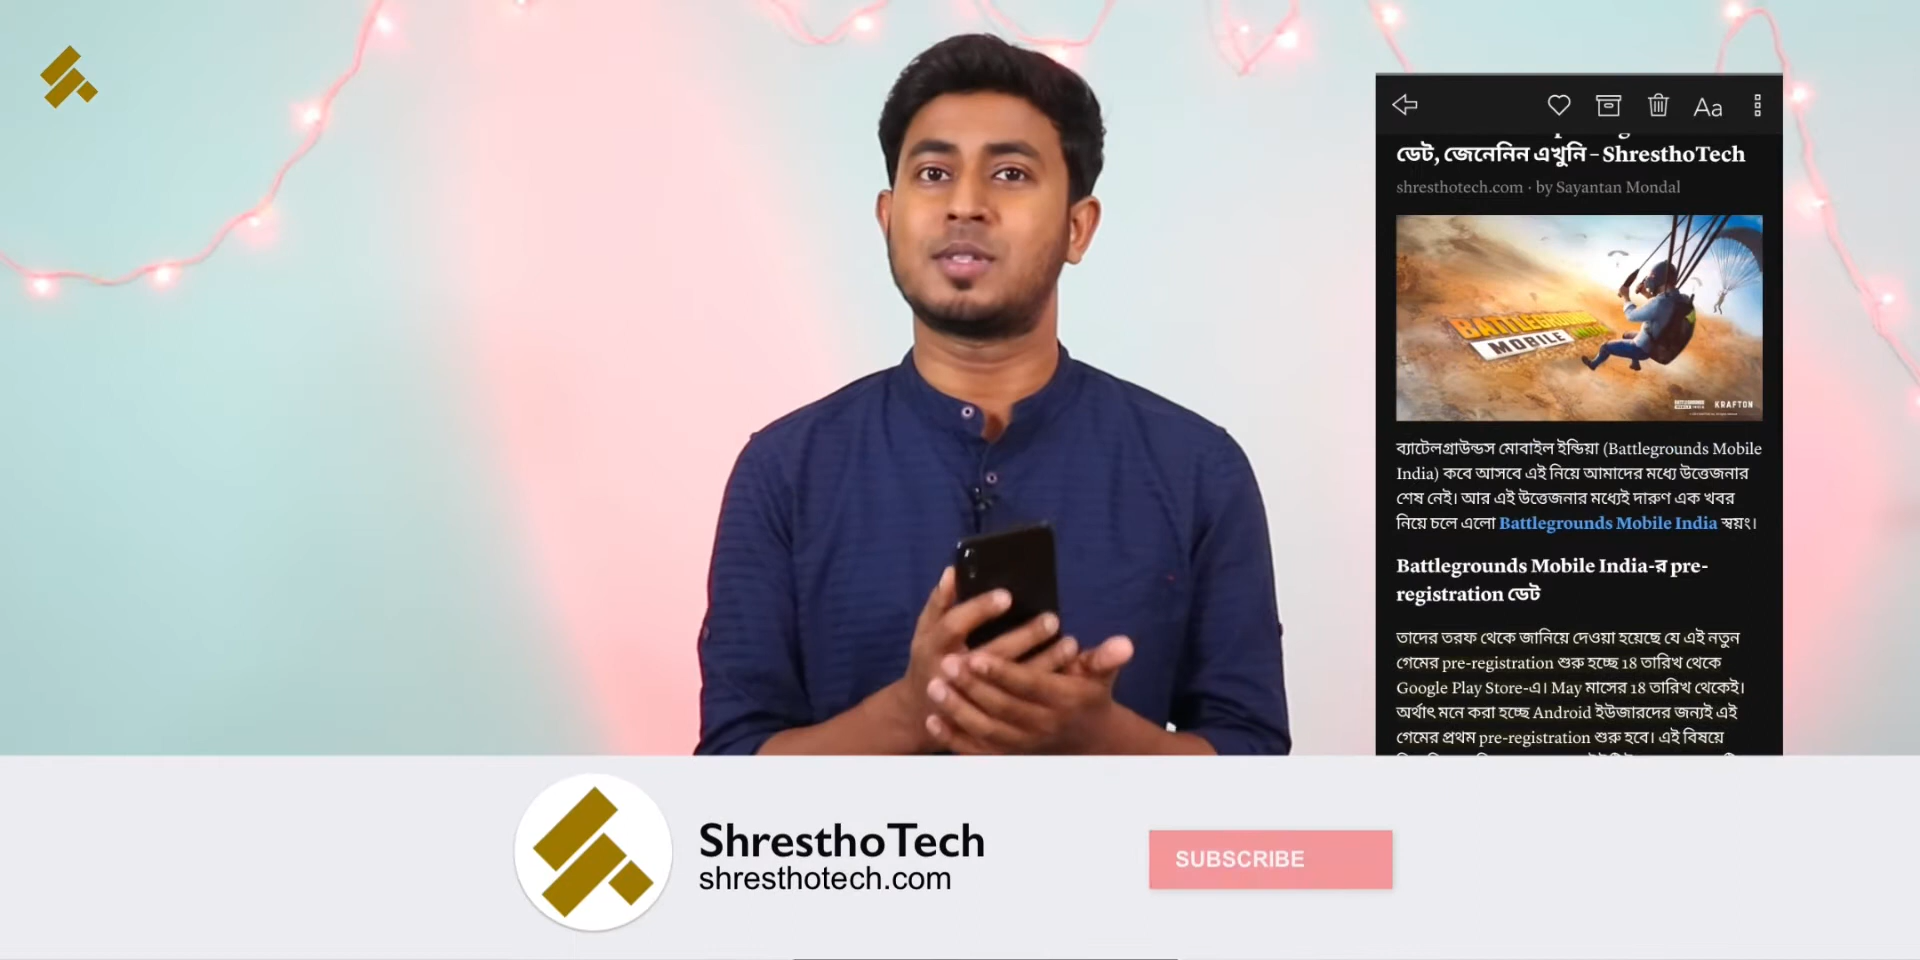 Aa
ডেট, জেনেনিন এখুনি – ShresthoTech
shresthotech.com · by Sayantan Mondal
BATTLEGROUNDS
MOBILE
KRAFTON
ব্যাটেলগ্রাউন্ডস মোবাইল ইন্ডিয়া (Battlegrounds Mobile
India) কবে আসবে এই নিয়ে আমাদের মধ্যে উত্তেজনার
শেষ নেই। আর এই উত্তেজনার মধ্যেই দারুণ এক খবর
নিয়ে চলে এলো Battlegrounds Mobile India স্বয়ং।
Battlegrounds Mobile India-র pre-
registration ডেট
তাদের তরফ থেকে জানিয়ে দেওয়া হয়েছে যে এই নতুন
গেমের pre-registration শুরু হচ্ছে 18 তারিখ থেকে
Google Play Store-এ। May মাসের 18 তারিখ থেকেই।
অর্থাৎ মনে করা হচ্ছে Android ইউজারদের জন্যই এই
গেমের প্রথম pre-registration শুরু হবে। এই বিষয়ে
ShresthoTech
shresthotech.com
SUBSCRIBE